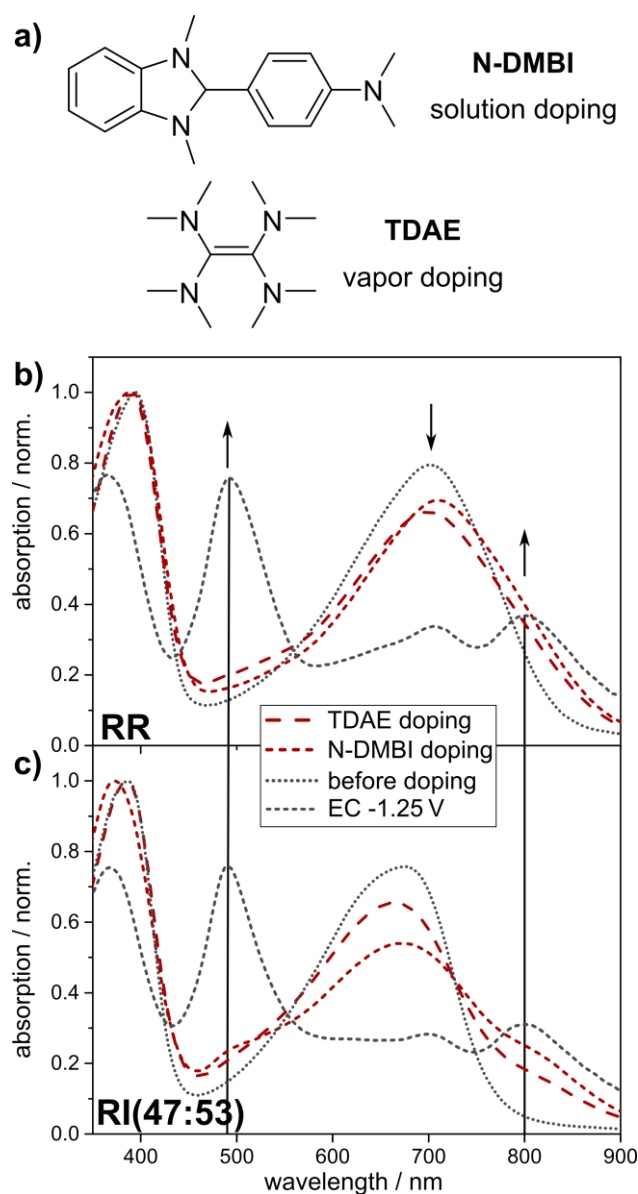 a)
N
N
N
N-DMBI
solution doping
N
N
N
N
TDAE
vapor doping
b)
1.0
0.8
0.6
0.4
0.2
0.0
absorption / norm.
RR
TDAE doping
N-DMBI doping
before doping
EC -1.25 V
c)
1.0
0.8
0.6
0.4
0.2
0.0
absorption / norm.
RI(47:53)
400 500 600 700 800 900
wavelength / nm